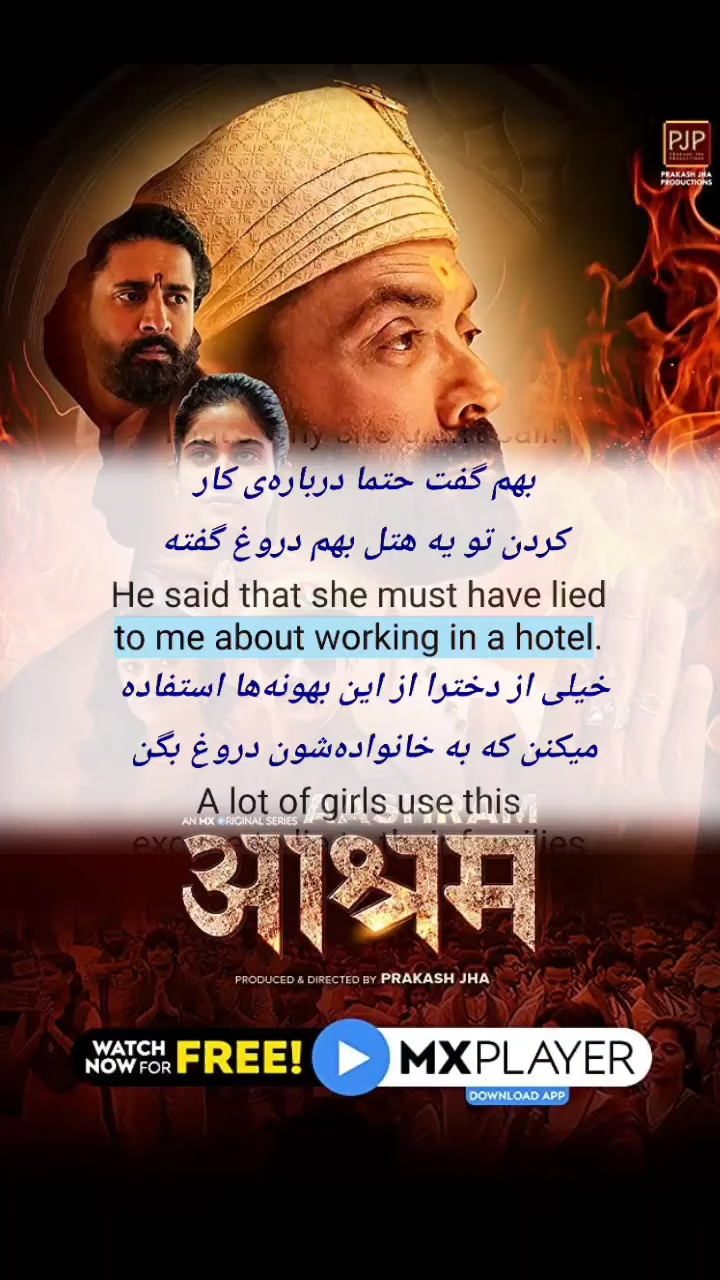 PJP
PRAKASH JHA
PRODUCTIONS
بهم گفت حتما درباره‌ی کار
کردن تو یه هتل بهم دروغ گفته
He said that she must have lied
to me about working in a hotel.
خیلی از دخترا از این بهونه‌ها استفاده
میکنن که به خانواده‌شون دروغ بگن
A lot of girls use this
AN MX ORIGINAL SERIES AASHRAM
families
आश्रम
PRODUCED & DIRECTED BY PRAKASH JHA
WATCH
NOW FOR FREE!
MXPLAYER
DOWNLOAD APP